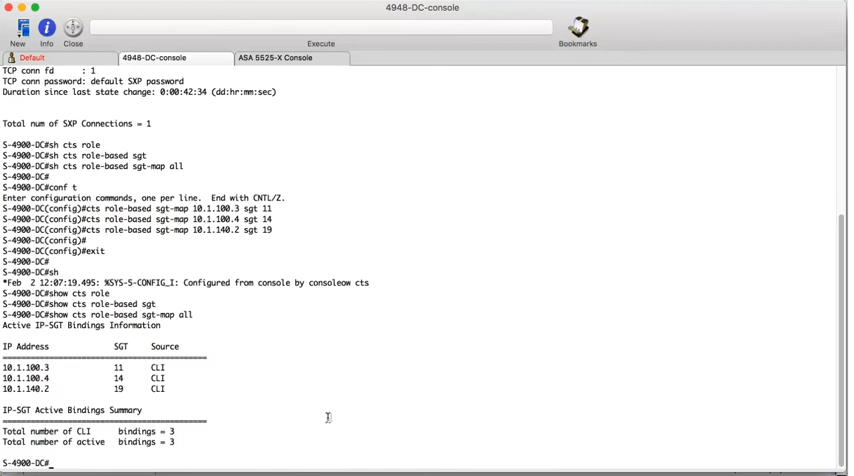 4948-DC-console
New
Info
Close
Execute
Bookmarks
Default
4948-DC-console
ASA 5525-X Console
TCP conn fd : 1
TCP conn password: default SXP password
Duration since last state change: 0:00:42:34 (dd:hr:mm:sec)
Total num of SXP Connections = 1
S-4900-DC#sh cts role
S-4900-DC#sh cts role-based sgt
S-4900-DC#sh cts role-based sgt-map all
S-4900-DC#
S-4900-DC#conf t
Enter configuration commands, one per line. End with CNTL/Z.
S-4900-DC(config)#cts role-based sgt-map 10.1.100.3 sgt 11
S-4900-DC(config)#cts role-based sgt-map 10.1.100.4 sgt 14
S-4900-DC(config)#cts role-based sgt-map 10.1.140.2 sgt 19
S-4900-DC(config)#
S-4900-DC(config)#exit
S-4900-DC#
S-4900-DC#sh
*Feb 2 12:07:19.495: %SYS-5-CONFIG_I: Configured from console by consoleow cts
S-4900-DC#show cts role
S-4900-DC#show cts role-based sgt
S-4900-DC#show cts role-based sgt-map all
Active IP-SGT Bindings Information
IP Address SGT Source
============================================
10.1.100.3 11 CLI
10.1.100.4 14 CLI
10.1.140.2 19 CLI
IP-SGT Active Bindings Summary
============================================
Total number of CLI bindings = 3
Total number of active bindings = 3
S-4900-DC#